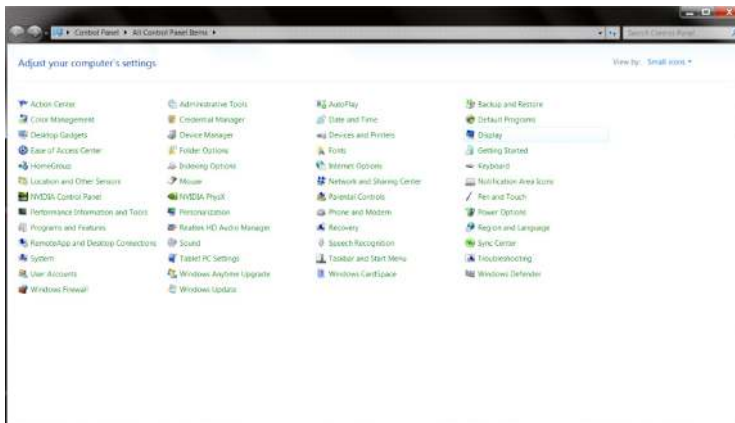 Control Panel All Control Panel Items
Search Control Panel
Adjust your computer's settings
View by: Small icons
Action Center Administrative Tools AutoPlay Backup and Restore
Color Management Credential Manager Date and Time Default Programs
Desktop Gadgets Device Manager Devices and Printers Display
Ease of Access Center Folder Options Fonts Getting Started
HomeGroup Indexing Options Internet Options Keyboard
Location and Other Sensors Mouse Network and Sharing Center Notification Area Icons
NVIDIA Control Panel NVIDIA PhysX Parental Controls Pen and Touch
Performance Information and Tools Personalization Phone and Modem Power Options
Programs and Features Realtek HD Audio Manager Recovery Region and Language
RemoteApp and Desktop Connections Sound Speech Recognition Sync Center
System Tablet PC Settings Taskbar and Start Menu Troubleshooting
User Accounts Windows Anytime Upgrade Windows CardSpace Windows Defender
Windows Firewall Windows Update